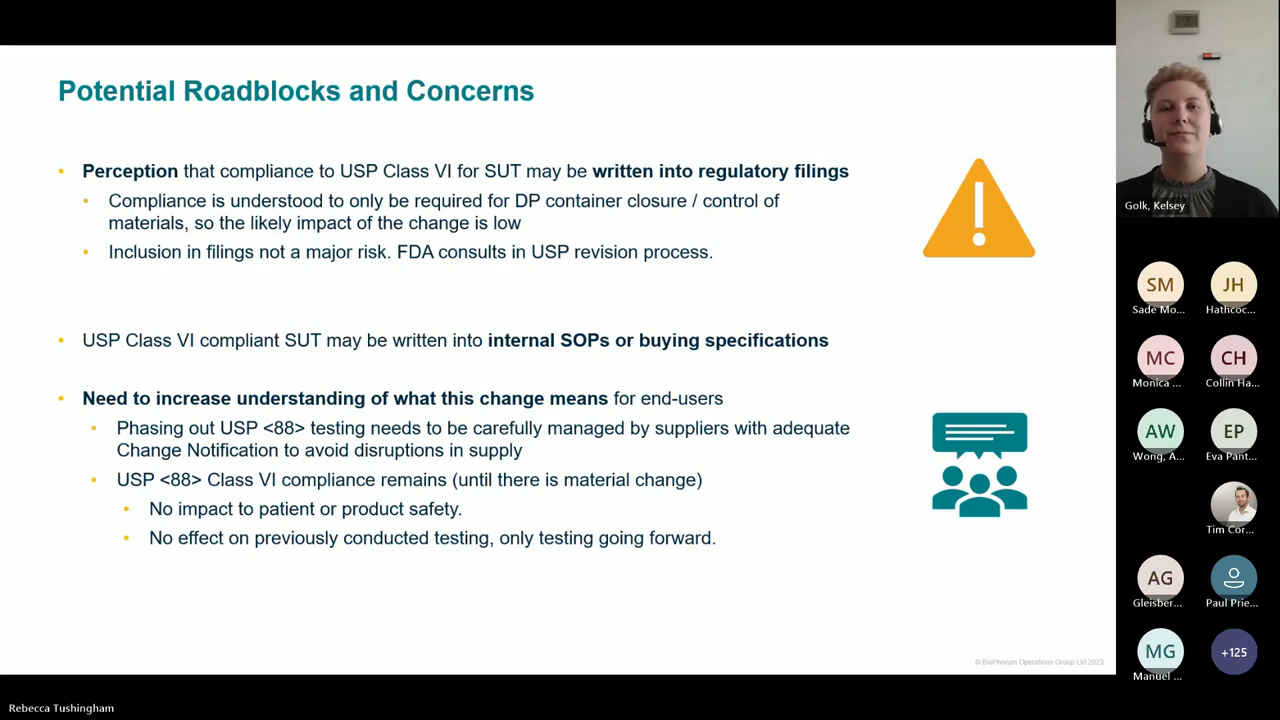 Potential Roadblocks and Concerns
• Perception that compliance to USP Class VI for SUT may be written into regulatory filings
• Compliance is understood to only be required for DP container closure / control of
materials, so the likely impact of the change is low
• Inclusion in filings not a major risk. FDA consults in USP revision process.
• USP Class VI compliant SUT may be written into internal SOPs or buying specifications
• Need to increase understanding of what this change means for end-users
• Phasing out USP <88> testing needs to be carefully managed by suppliers with adequate
Change Notification to avoid disruptions in supply
• USP <88> Class VI compliance remains (until there is material change)
• No impact to patient or product safety.
• No effect on previously conducted testing, only testing going forward.
© BioPhorum Operations Group Ltd 2023
Rebecca Tushingham
Golk, Kelsey
SM
JH
Sade Mo...
Hathcoc...
MC
CH
Monica ...
Collin Ha...
AW
EP
Wong, A...
Eva Pant...
Tim Cor...
AG
Gleisber...
Paul Prie...
MG
+125
Manuel ...